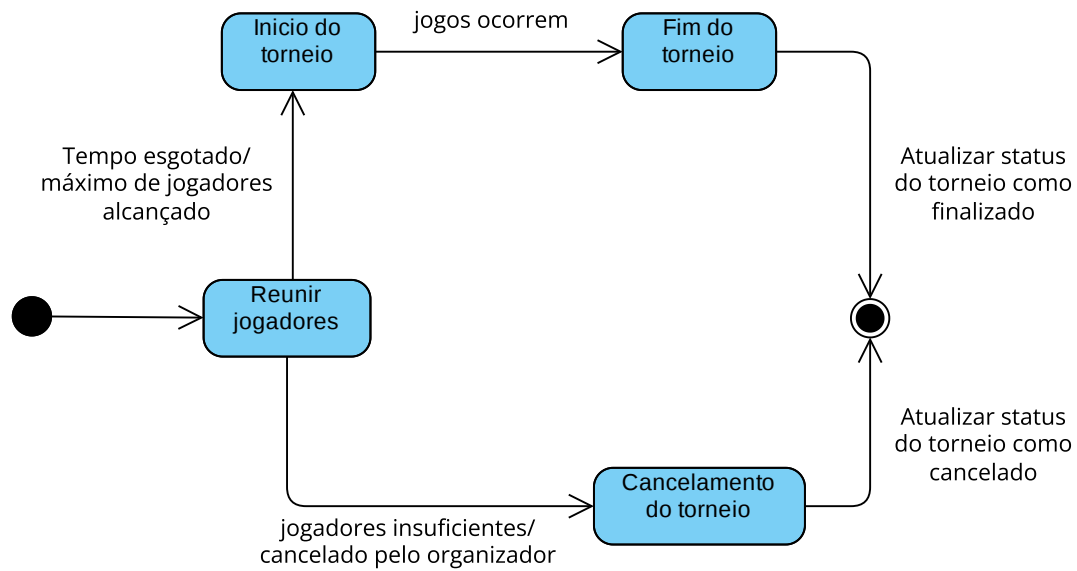 jogos ocorrem
Inicio do
torneio
Fim do
torneio
Tempo esgotado/
máximo de jogadores
alcançado
Atualizar status
do torneio como
finalizado
Reunir
jogadores
Atualizar status
do torneio como
cancelado
Cancelamento
do torneio
jogadores insuficientes/
cancelado pelo organizador